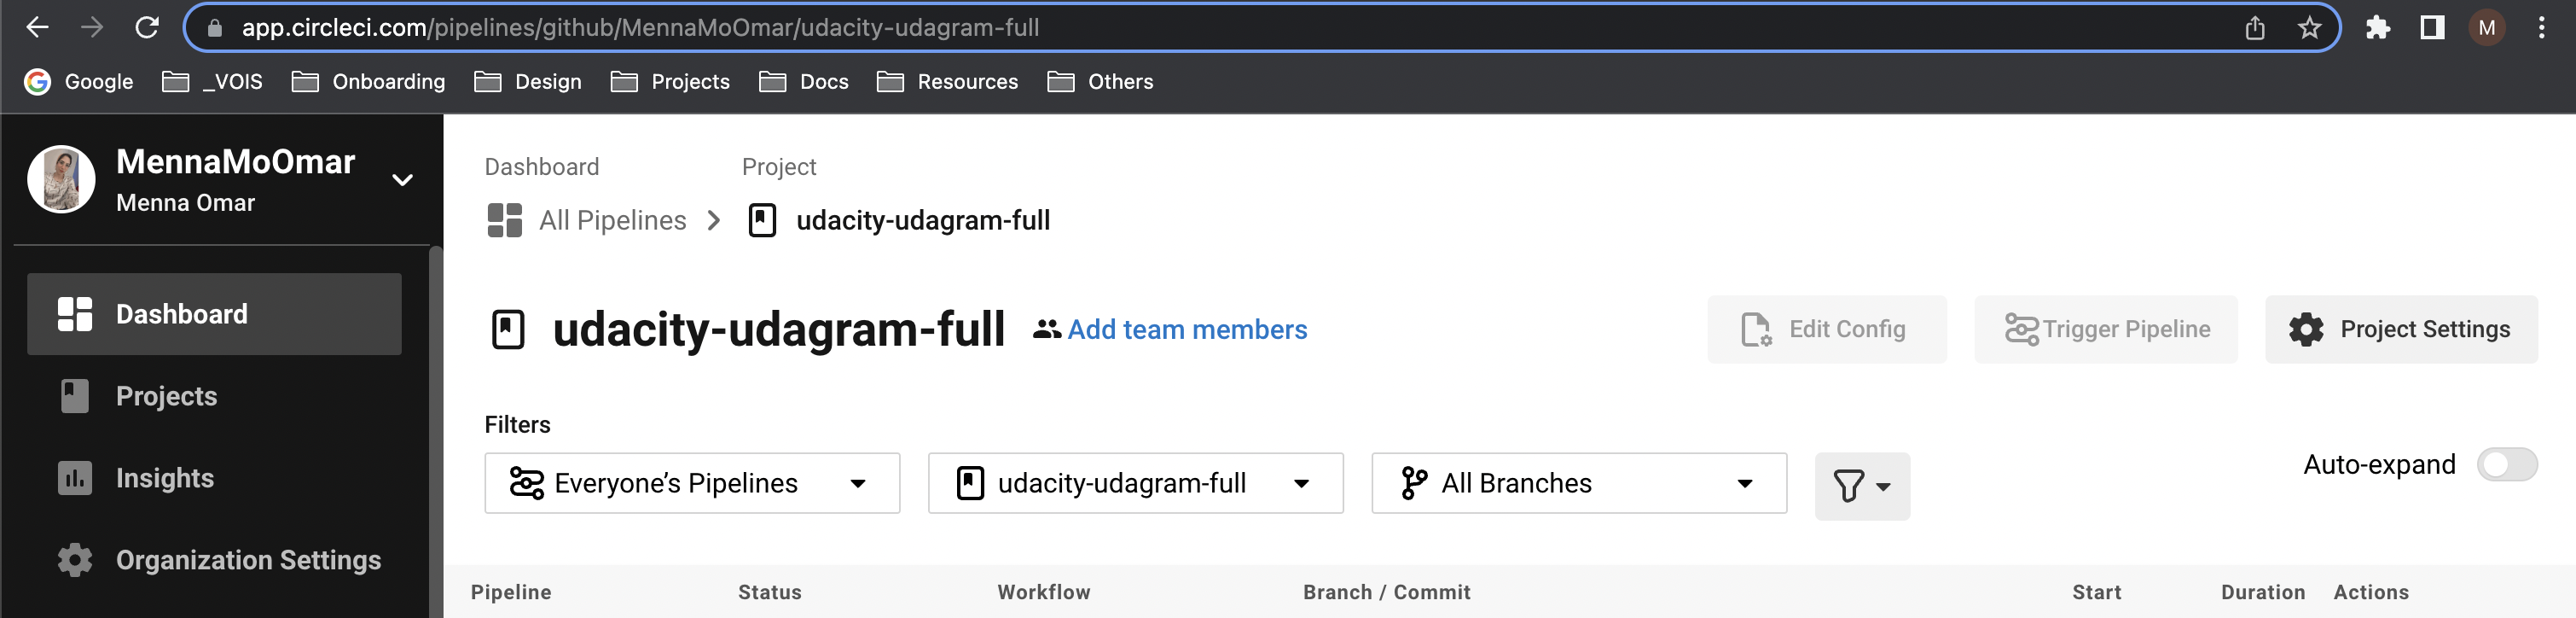 app.circleci.com/pipelines/github/MennaMoOmar/udacity-udagram-full
M
Google _VOIS Onboarding Design Projects Docs Resources Others
MennaMoOmar
Menna Omar
Dashboard
Projects
Insights
Organization Settings
Dashboard Project
All Pipelines udacity-udagram-full
udacity-udagram-full Add team members
Edit Config Trigger Pipeline Project Settings
Filters
Everyone’s Pipelines udacity-udagram-full All Branches
Auto-expand
Pipeline Status Workflow Branch / Commit Start Duration Actions